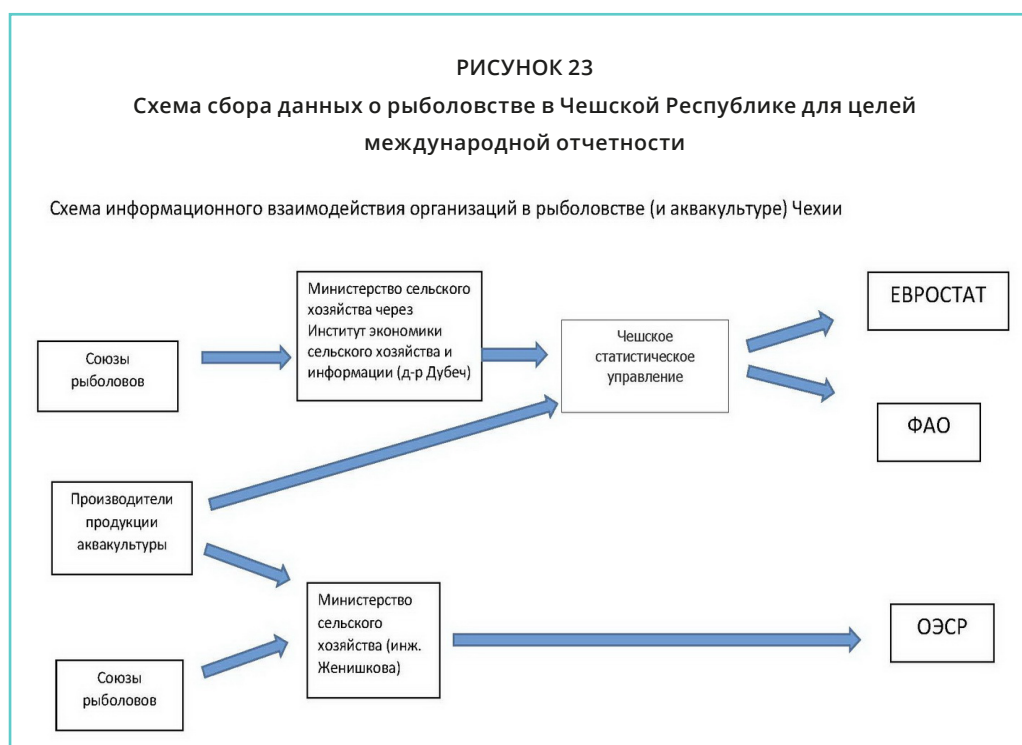 РИСУНОК 23
Схема сбора данных о рыболовстве в Чешской Республике для целей
международной отчетности
Схема информационного взаимодействия организаций в рыболовстве (и аквакультуре) Чехии
Союзы
рыболовов
Министерство сельского
хозяйства через
Институт экономики
сельского хозяйства и
информации (д-р Дубеч)
Чешское
статистическое
управление
ЕВРОСТАТ
ФАО
Производители
продукции
аквакультуры
Министерство
сельского
хозяйства (инж.
Женишкова)
ОЭСР
Союзы
рыболовов